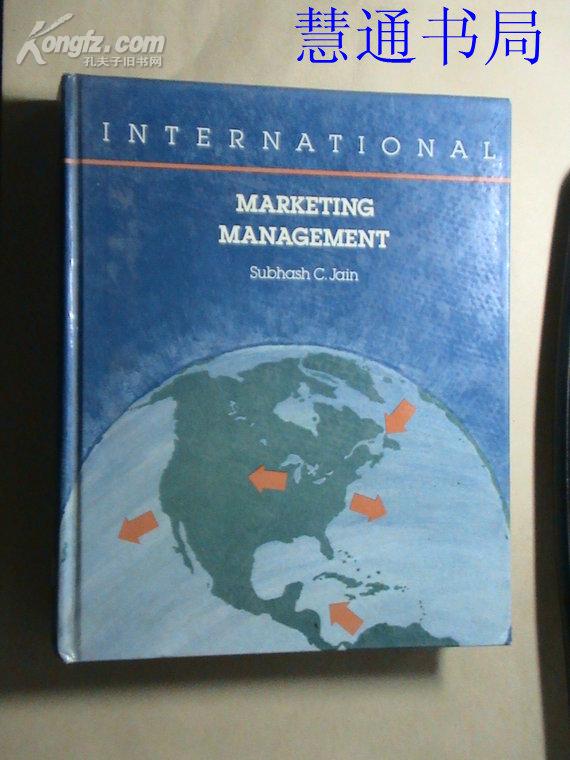 Kongfz.com
孔夫子旧书网
慧通书局
INTERNATIONAL
MARKETING
MANAGEMENT
Subhash C. Jain